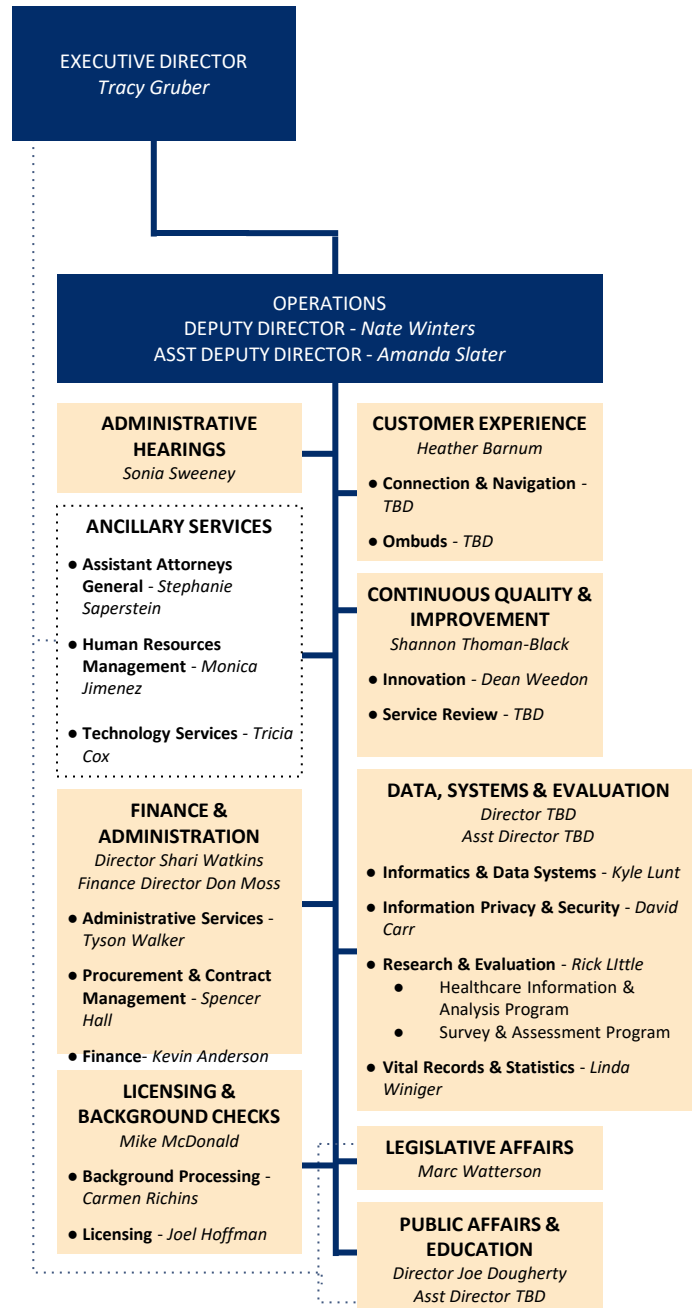 EXECUTIVE DIRECTOR
Tracy Gruber
OPERATIONS
DEPUTY DIRECTOR - Nate Winters
ASST DEPUTY DIRECTOR - Amanda Slater
ADMINISTRATIVE
HEARINGS
Sonia Sweeney
ANCILLARY SERVICES
● Assistant Attorneys
General - Stephanie
Saperstein
● Human Resources
Management - Monica
Jimenez
● Technology Services - Tricia
Cox
FINANCE &
ADMINISTRATION
Director Shari Watkins
Finance Director Don Moss
● Administrative Services -
Tyson Walker
● Procurement & Contract
Management - Spencer
Hall
● Finance- Kevin Anderson
LICENSING &
BACKGROUND CHECKS
Mike McDonald
● Background Processing -
Carmen Richins
● Licensing - Joel Hoffman
CUSTOMER EXPERIENCE
Heather Barnum
● Connection & Navigation -
TBD
● Ombuds - TBD
CONTINUOUS QUALITY &
IMPROVEMENT
Shannon Thoman-Black
● Innovation - Dean Weedon
● Service Review - TBD
DATA, SYSTEMS & EVALUATION
Director TBD
Asst Director TBD
● Informatics & Data Systems - Kyle Lunt
● Information Privacy & Security - David
Carr
● Research & Evaluation - Rick LIttle
● Healthcare Information &
Analysis Program
● Survey & Assessment Program
● Vital Records & Statistics - Linda
Winiger
LEGISLATIVE AFFAIRS
Marc Watterson
PUBLIC AFFAIRS &
EDUCATION
Director Joe Dougherty
Asst Director TBD